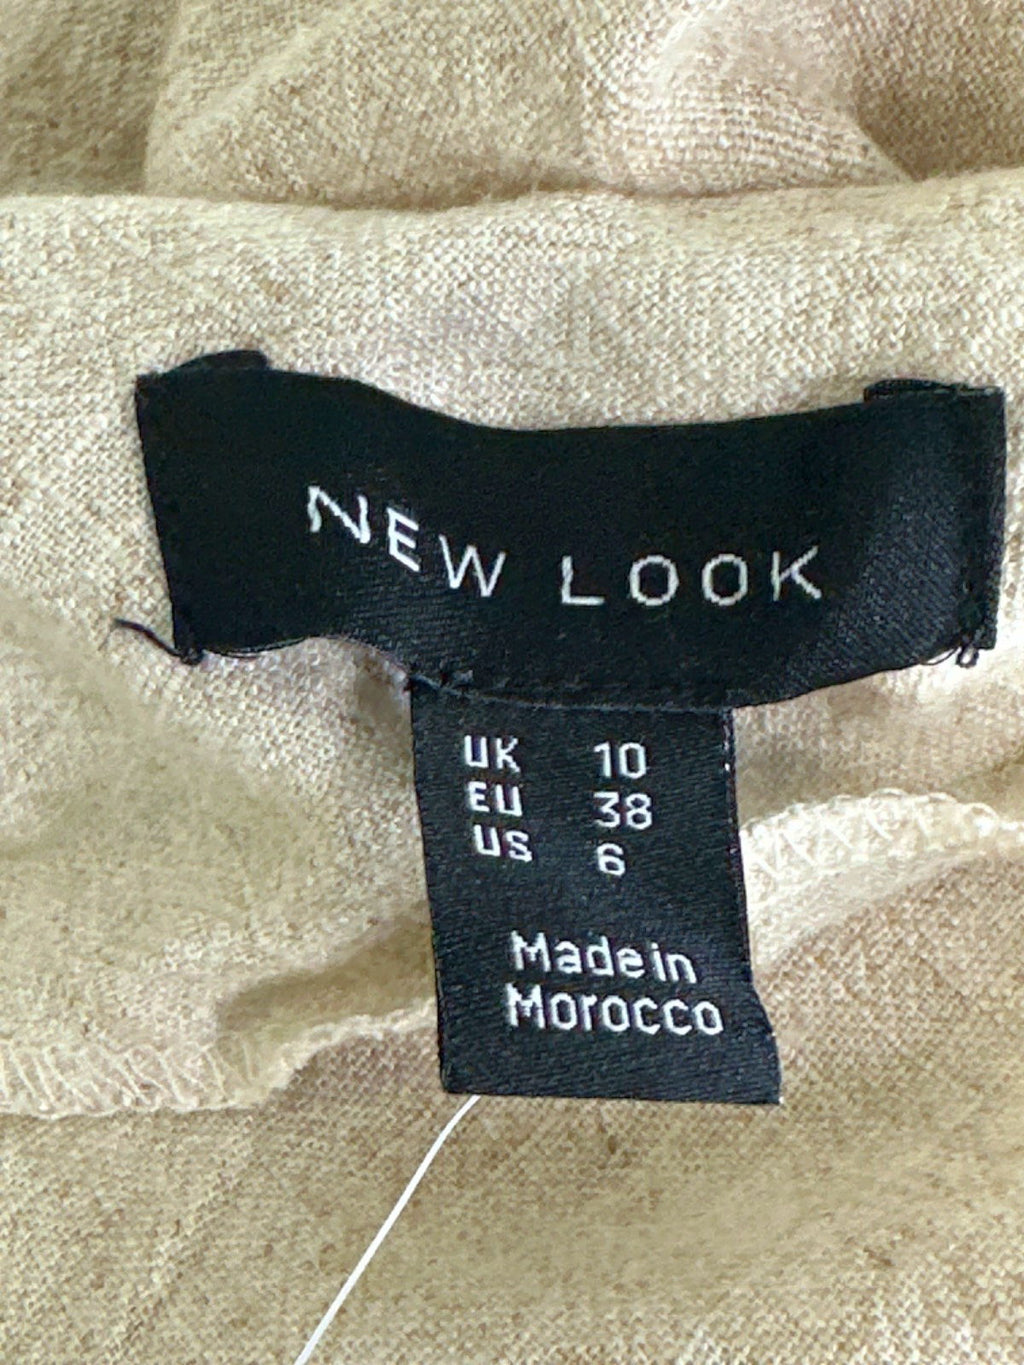 NEW LOOK
UK 10
EU 38
US 6
Made in
Morocco